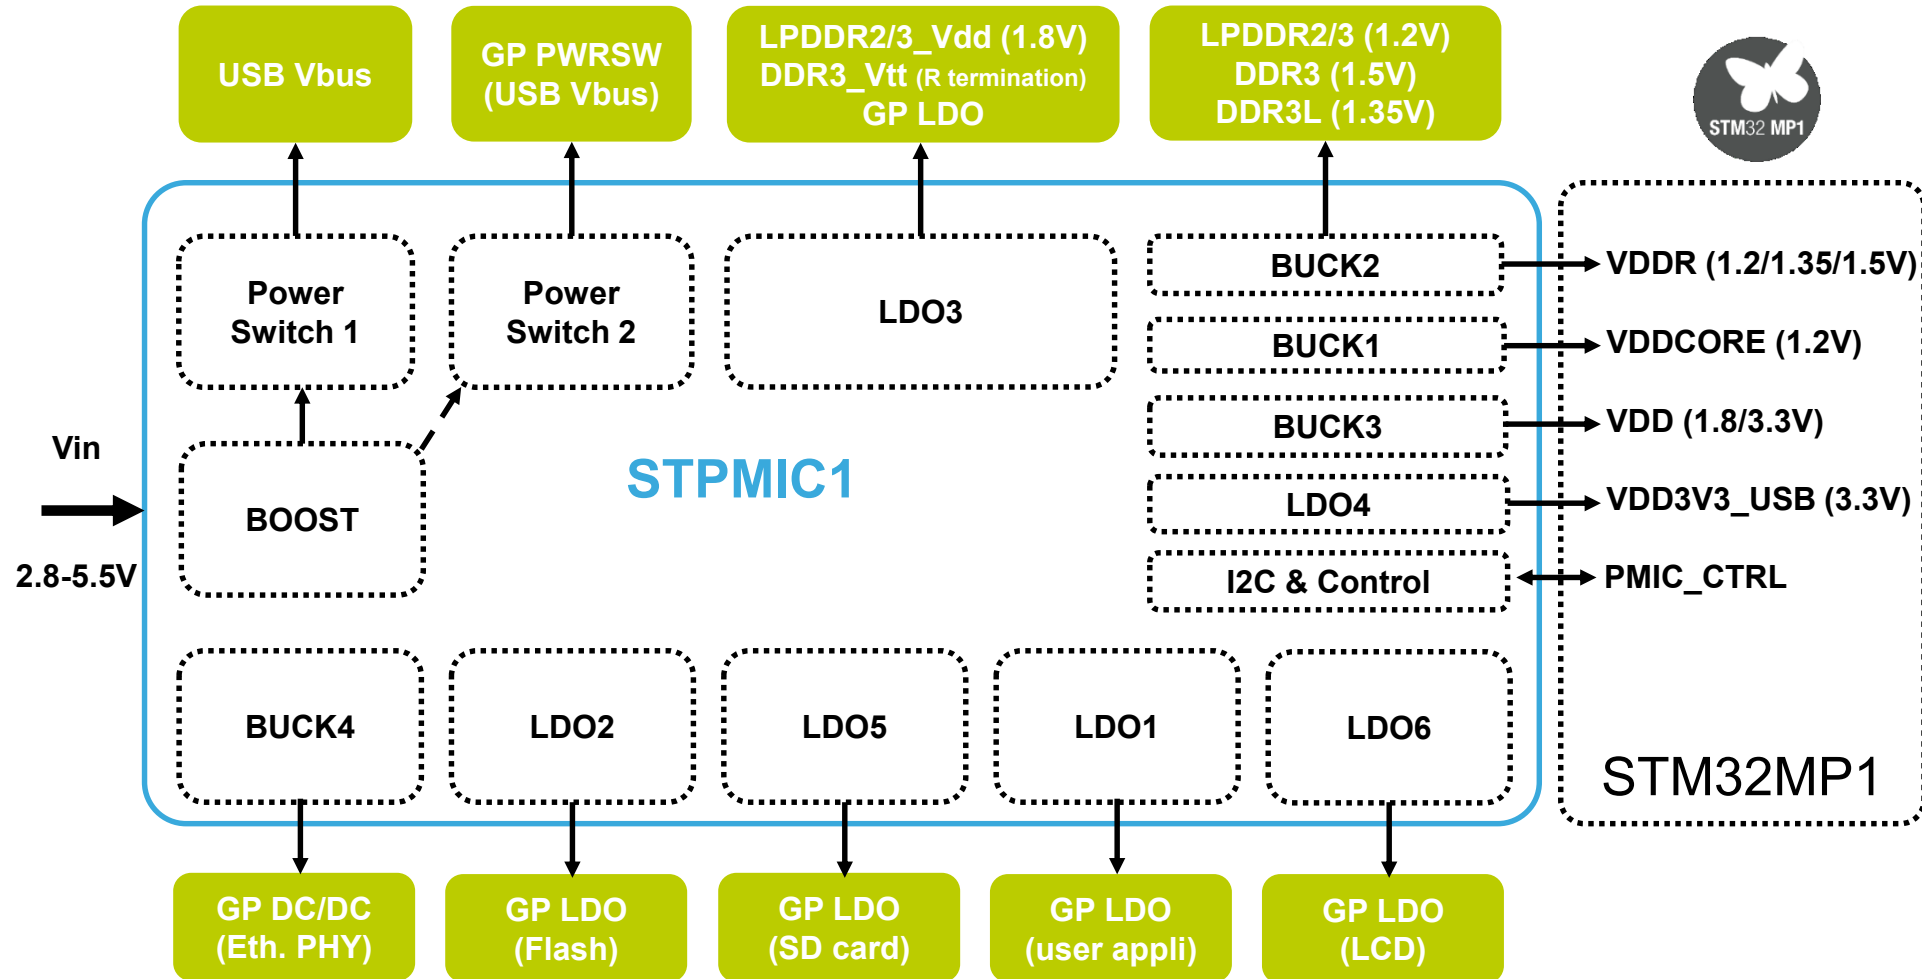 USB Vbus
GP PWRSW
(USB Vbus)
LPDDR2/3_Vdd (1.8V)
DDR3_Vtt (R termination)
GP LDO
LPDDR2/3 (1.2V)
DDR3 (1.5V)
DDR3L (1.35V)
STM32 MP1
Power
Switch 1
Power
Switch 2
LDO3
BUCK2
VDDR (1.2/1.35/1.5V)
BUCK1
VDDCORE (1.2V)
BUCK3
VDD (1.8/3.3V)
Vin
2.8-5.5V
BOOST
STPMIC1
LDO4
VDD3V3_USB (3.3V)
I2C & Control
PMIC_CTRL
BUCK4
LDO2
LDO5
LDO1
LDO6
STM32MP1
GP DC/DC
(Eth. PHY)
GP LDO
(Flash)
GP LDO
(SD card)
GP LDO
(user appli)
GP LDO
(LCD)